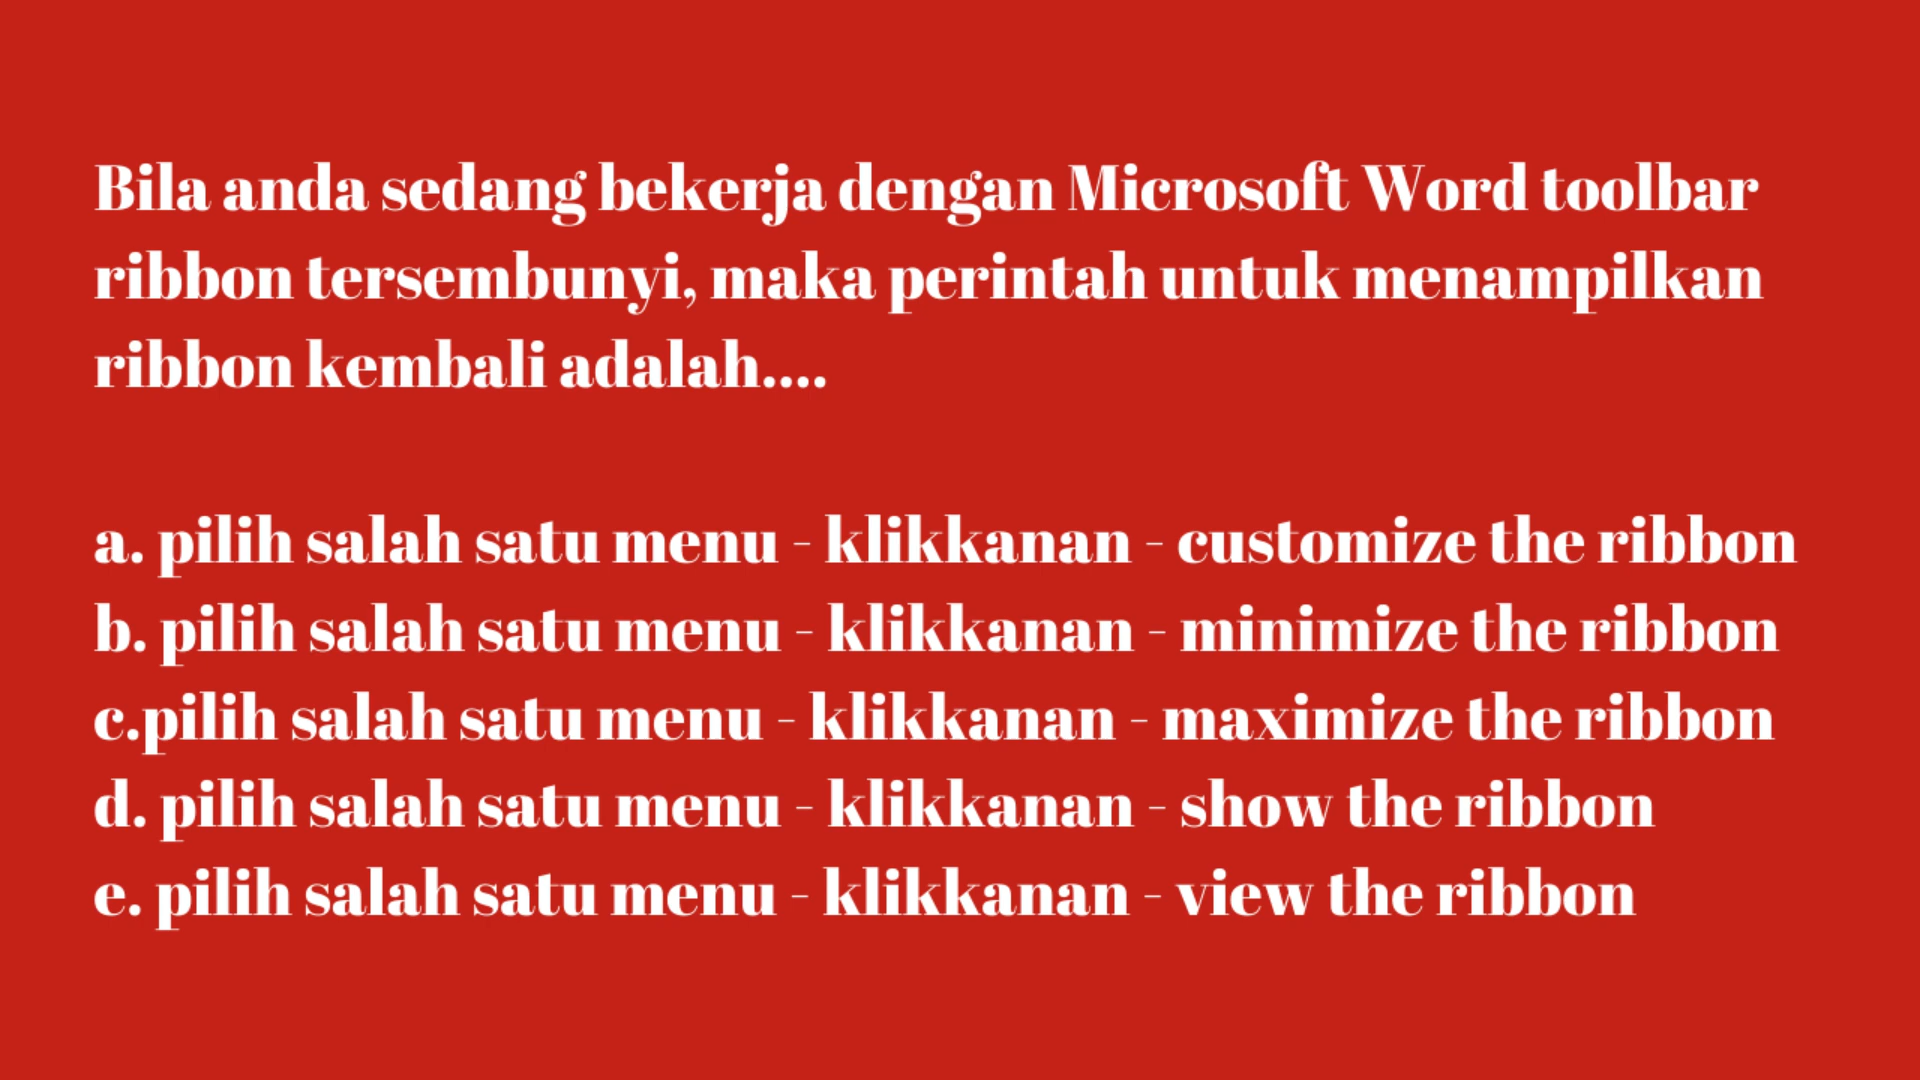 Bila anda sedang bekerja dengan Microsoft Word toolbar
ribbon tersembunyi, maka perintah untuk menampilkan
ribbon kembali adalah....
a. pilih salah satu menu - klikkanan - customize the ribbon
b. pilih salah satu menu - klikkanan - minimize the ribbon
c.pilih salah satu menu - klikkanan - maximize the ribbon
d. pilih salah satu menu - klikkanan - show the ribbon
e. pilih salah satu menu - klikkanan - view the ribbon